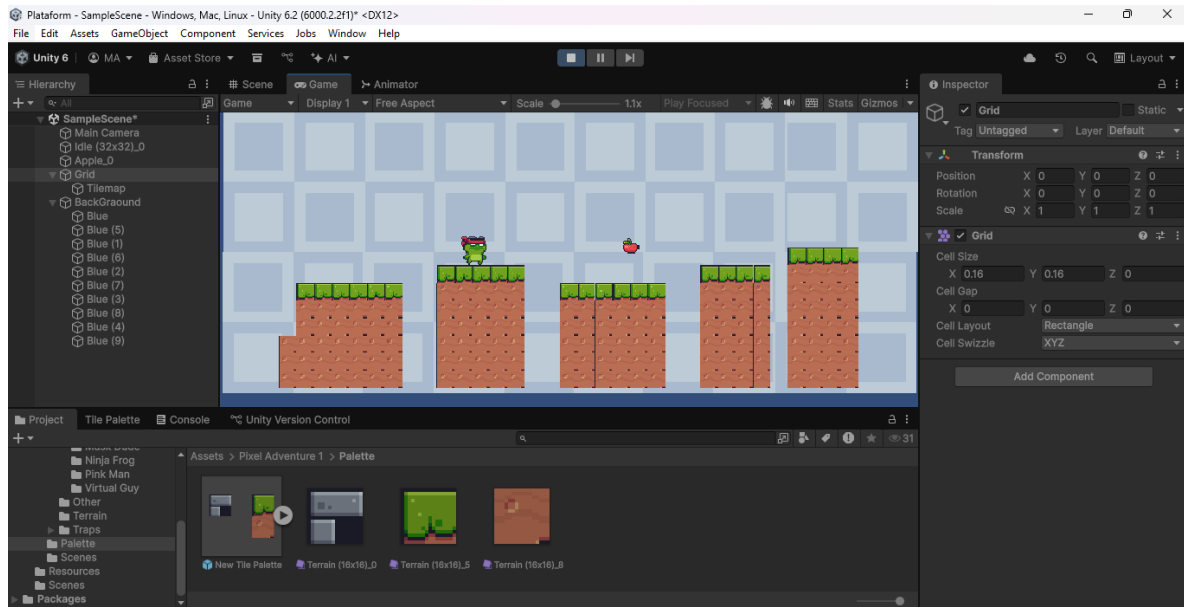 Plataform - SampleScene - Windows, Mac, Linux - Unity 6.2 (6000.2.2f1)* <DX12>
File Edit Assets GameObject Component Services Jobs Window Help
Unity 6 MA Asset Store AI Layout
Hierarchy
All
SampleScene*
Main Camera
Idle (32x32)_0
Apple_0
Grid
Tilemap
BackGraound
Blue
Blue (5)
Blue (1)
Blue (6)
Blue (2)
Blue (7)
Blue (3)
Blue (8)
Blue (4)
Blue (9)
Scene Game Animator
Game Display 1 Free Aspect Scale 1.1x Play Focused Stats Gizmos
Inspector
Grid Static
Tag Untagged Layer Default
Transform
Position X 0 Y 0 Z 0
Rotation X 0 Y 0 Z 0
Scale X 1 Y 1 Z 1
Grid
Cell Size
X 0.16 Y 0.16 Z 0
Cell Gap
X 0 Y 0 Z 0
Cell Layout Rectangle
Cell Swizzle XYZ
Add Component
Project Tile Palette Console Unity Version Control
31
Mask Dude
Ninja Frog
Pink Man
Virtual Guy
Other
Terrain
Traps
Palette
Scenes
Resources
Scenes
Packages
Assets > Pixel Adventure 1 > Palette
New Tile Palette Terrain (16x16)_0 Terrain (16x16)_5 Terrain (16x16)_8